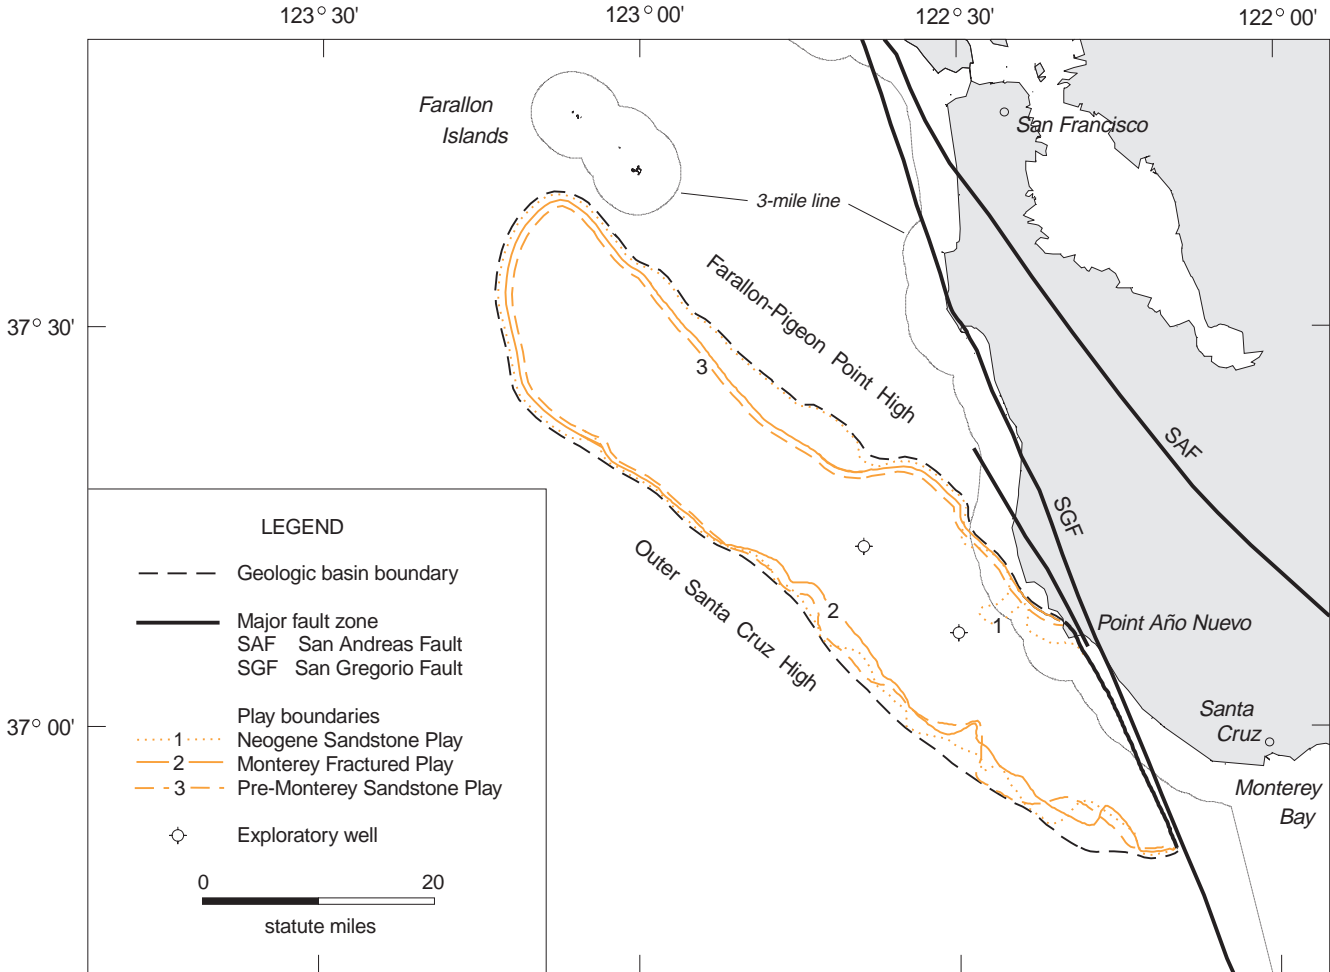 123° 30'
123° 00'
122° 30'
122° 00'
Farallon
Islands
San Francisco
3-mile line
Farallon-Pigeon Point High
37° 30'
3
SAF
SGF
LEGEND
Geologic basin boundary
Major fault zone
SAF San Andreas Fault
SGF San Gregorio Fault
Play boundaries
1 Neogene Sandstone Play
2 Monterey Fractured Play
3 Pre-Monterey Sandstone Play
Exploratory well
0 20
statute miles
Outer Santa Cruz High
2
1
Point Año Nuevo
37° 00'
Santa
Cruz
Monterey
Bay